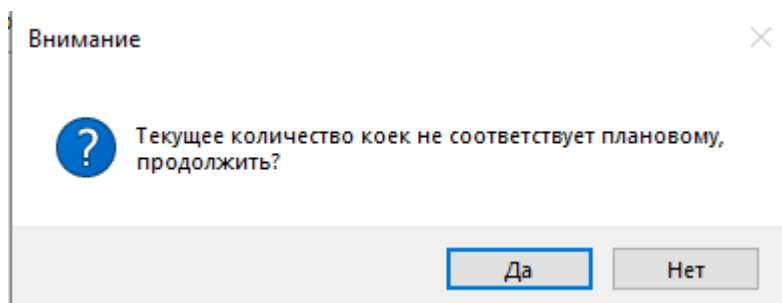 Внимание
Текущее количество коек не соответствует плановому,
продолжить?
Да
Нет